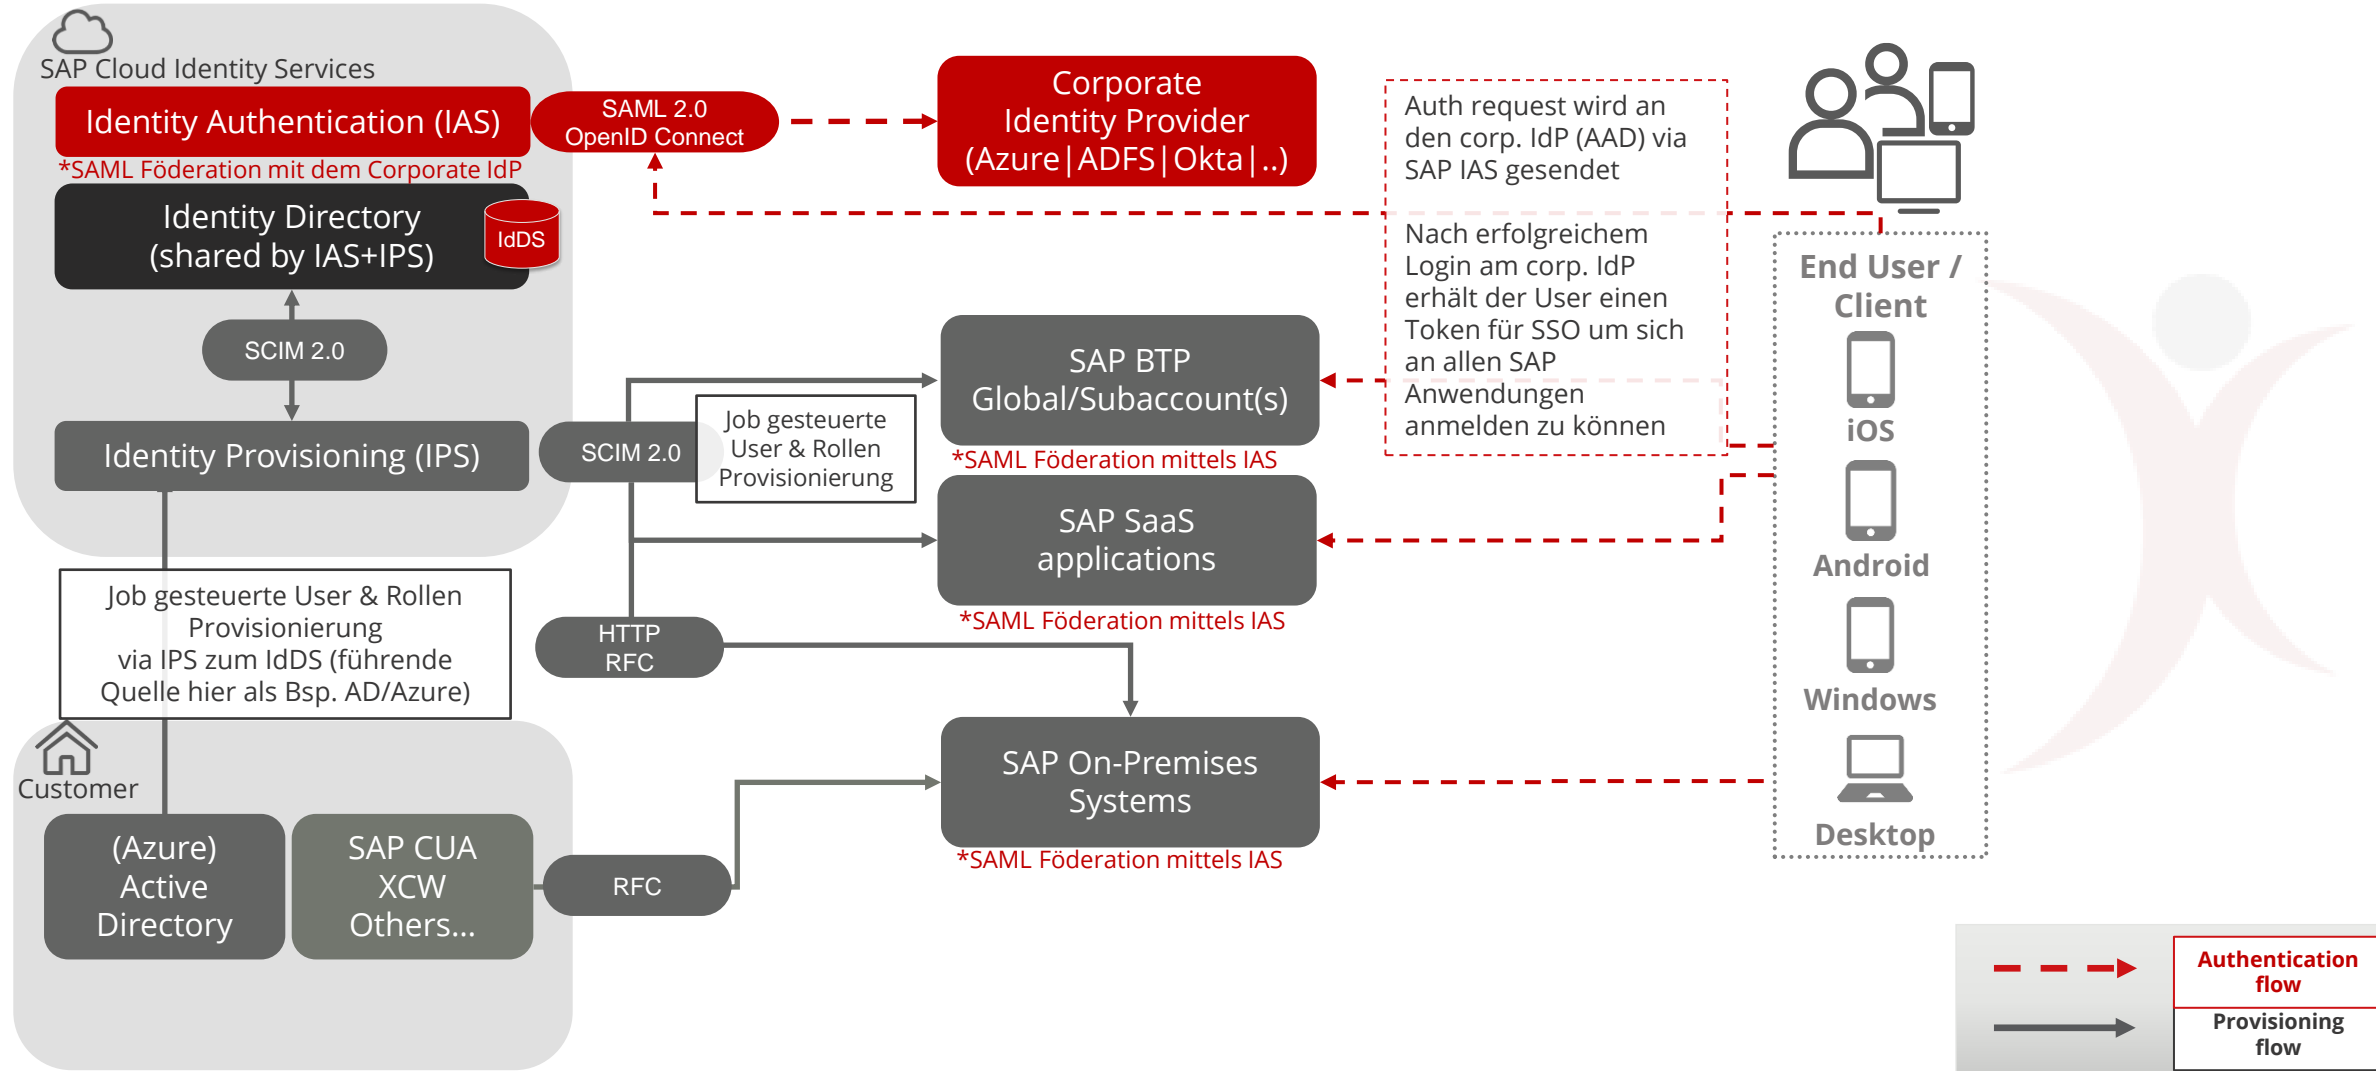 SAP Cloud Identity Services
Identity Authentication (IAS)
*SAML Föderation mit dem Corporate IdP
Identity Directory
(shared by IAS+IPS)
IdDS
SCIM 2.0
Identity Provisioning (IPS)
SAML 2.0
OpenID Connect
Corporate
Identity Provider
(Azure|ADFS|Okta|..)
Auth request wird an
den corp. IdP (AAD) via
SAP IAS gesendet
Nach erfolgreichem
Login am corp. IdP
erhält der User einen
Token für SSO um sich
an allen SAP
Anwendungen
anmelden zu können
SCIM 2.0
Job gesteuerte
User & Rollen
Provisionierung
SAP BTP
Global/Subaccount(s)
*SAML Föderation mittels IAS
SAP SaaS
applications
*SAML Föderation mittels IAS
HTTP
RFC
Job gesteuerte User & Rollen
Provisionierung
via IPS zum IdDS (führende
Quelle hier als Bsp. AD/Azure)
Customer
(Azure)
Active
Directory
SAP CUA
XCW
Others...
RFC
SAP On-Premises
Systems
*SAML Föderation mittels IAS
End User /
Client
iOS
Android
Windows
Desktop
Authentication
flow
Provisioning
flow